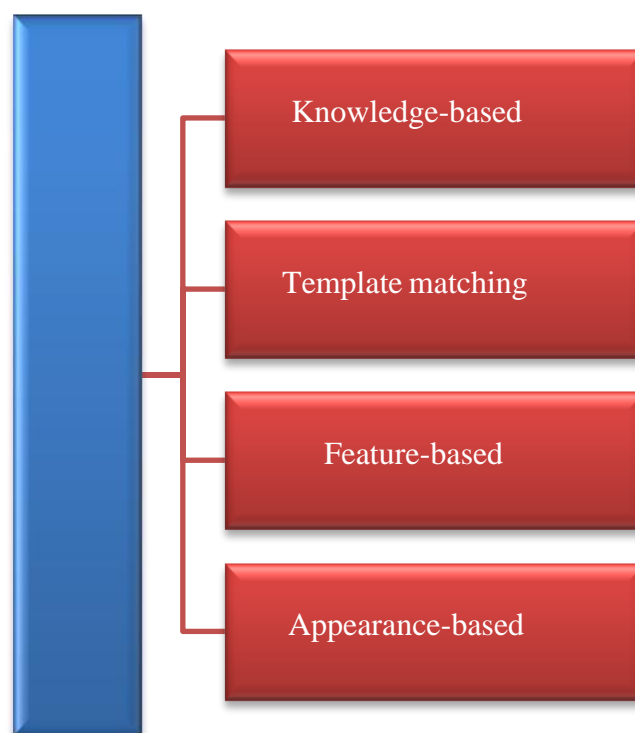 Knowledge-based
Template matching
Feature-based
Appearance-based